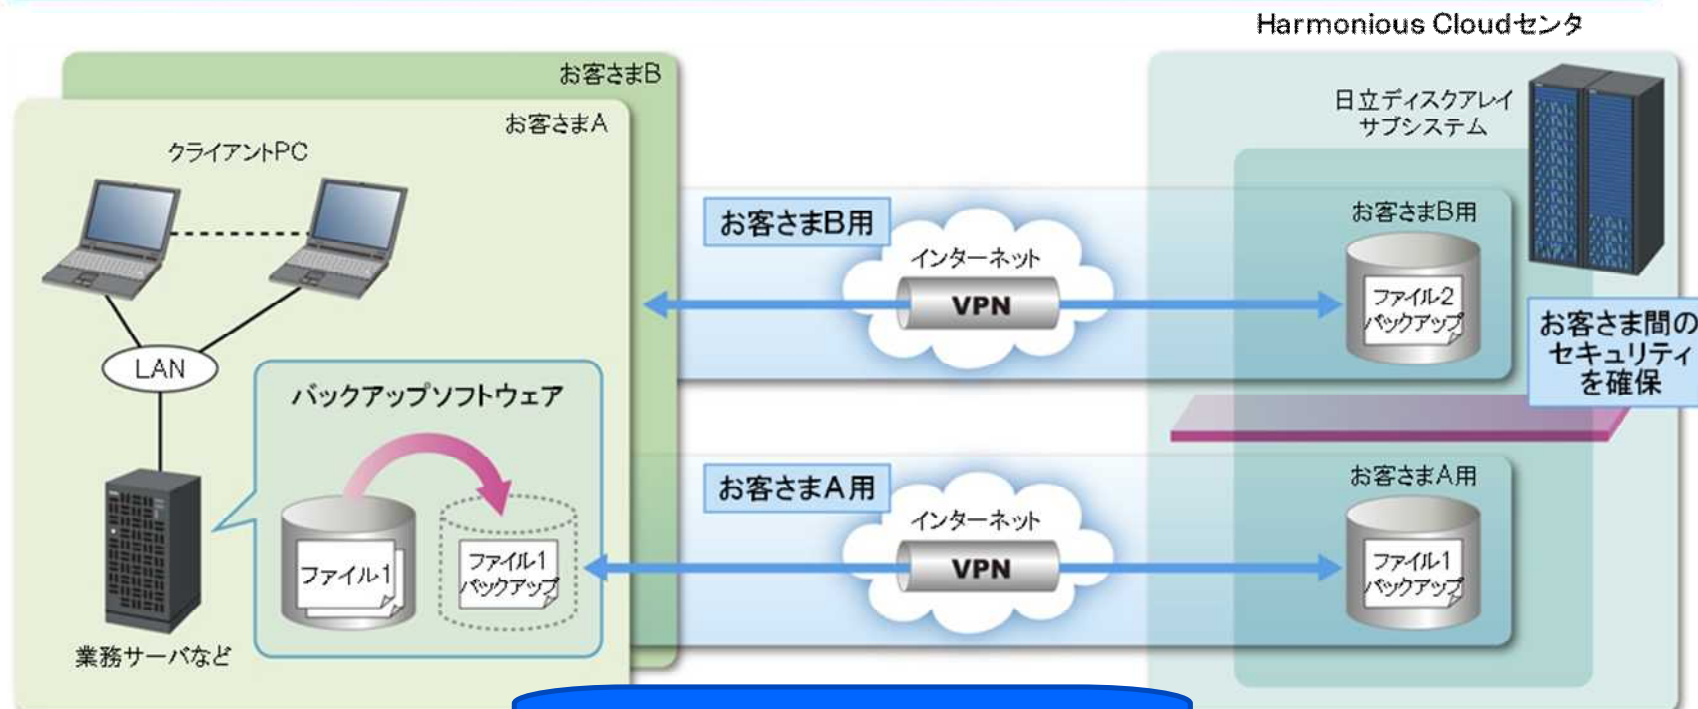 Harmonious Cloudセンタ
お客さまB
お客さまA
クライアントPC
LAN
業務サーバなど
バックアップソフトウェア
ファイル1
ファイル1
バックアップ
お客さまB用
インターネット
VPN
お客さまA用
インターネット
VPN
日立ディスクアレイ
サブシステム
お客さまB用
ファイル2
バックアップ
お客さま間の
セキュリティ
を確保
お客さまA用
ファイル1
バックアップ